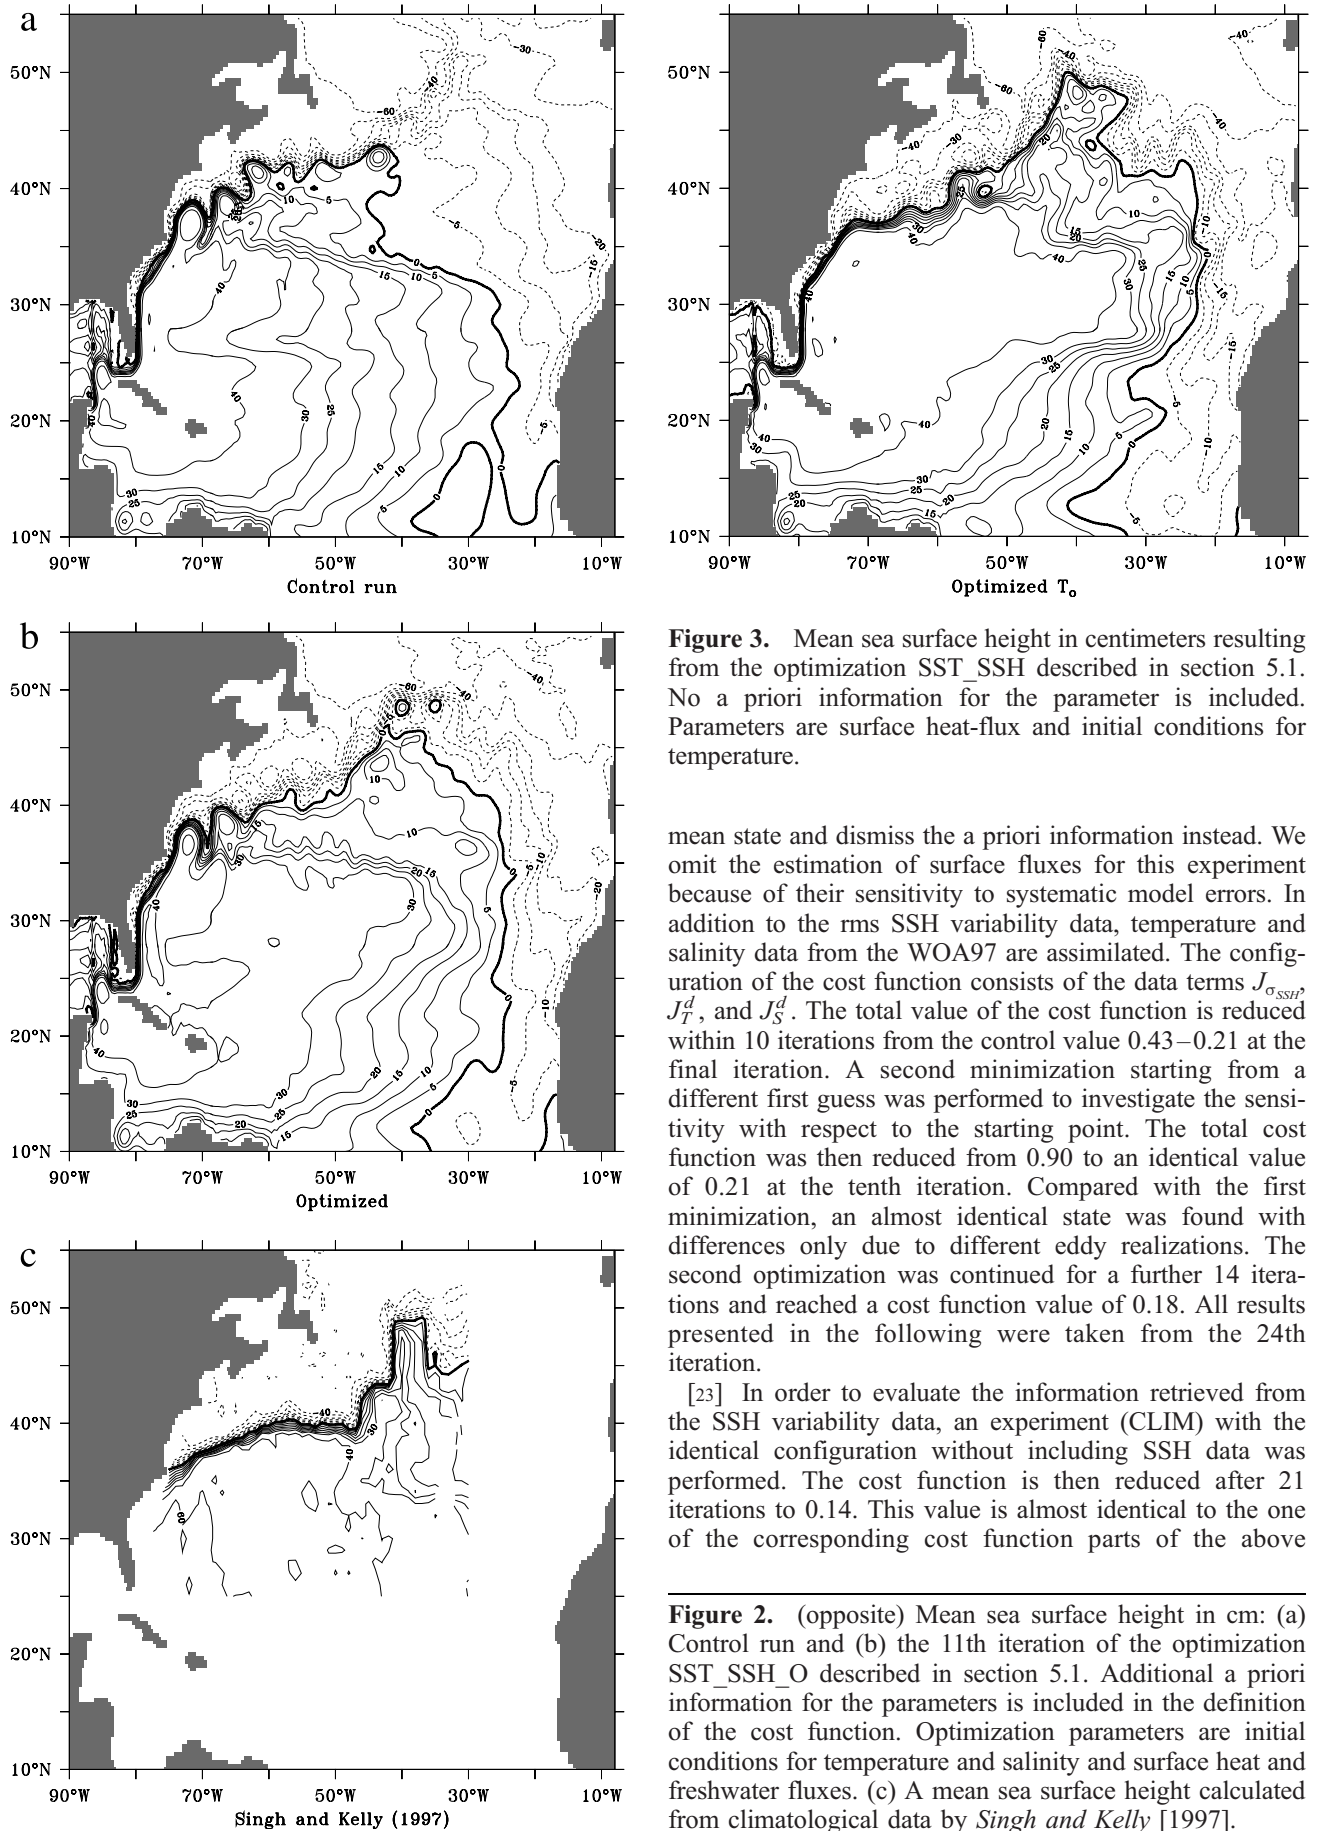 a
50°N
40°N
30°N
20°N
10°N
90°W 70°W 50°W 30°W 10°W
Control run
b
50°N
40°N
30°N
20°N
10°N
90°W 70°W 50°W 30°W 10°W
Optimized
c
50°N
40°N
30°N
20°N
10°N
90°W 70°W 50°W 30°W 10°W
Singh and Kelly (1997)
50°N
40°N
30°N
20°N
10°N
90°W 70°W 50°W 30°W 10°W
Optimized To
Figure 3. Mean sea surface height in centimeters resulting
from the optimization SST_SSH described in section 5.1.
No a priori information for the parameter is included.
Parameters are surface heat-flux and initial conditions for
temperature.
mean state and dismiss the a priori information instead. We
omit the estimation of surface fluxes for this experiment
because of their sensitivity to systematic model errors. In
addition to the rms SSH variability data, temperature and
salinity data from the WOA97 are assimilated. The config-
uration of the cost function consists of the data terms J_σ_SSH,
J_T^d, and J_S^d. The total value of the cost function is reduced
within 10 iterations from the control value 0.43–0.21 at the
final iteration. A second minimization starting from a
different first guess was performed to investigate the sensi-
tivity with respect to the starting point. The total cost
function was then reduced from 0.90 to an identical value
of 0.21 at the tenth iteration. Compared with the first
minimization, an almost identical state was found with
differences only due to different eddy realizations. The
second optimization was continued for a further 14 itera-
tions and reached a cost function value of 0.18. All results
presented in the following were taken from the 24th
iteration.
[23] In order to evaluate the information retrieved from
the SSH variability data, an experiment (CLIM) with the
identical configuration without including SSH data was
performed. The cost function is then reduced after 21
iterations to 0.14. This value is almost identical to the one
of the corresponding cost function parts of the above
Figure 2. (opposite) Mean sea surface height in cm: (a)
Control run and (b) the 11th iteration of the optimization
SST_SSH_O described in section 5.1. Additional a priori
information for the parameters is included in the definition
of the cost function. Optimization parameters are initial
conditions for temperature and salinity and surface heat and
freshwater fluxes. (c) A mean sea surface height calculated
from climatological data by Singh and Kelly [1997].